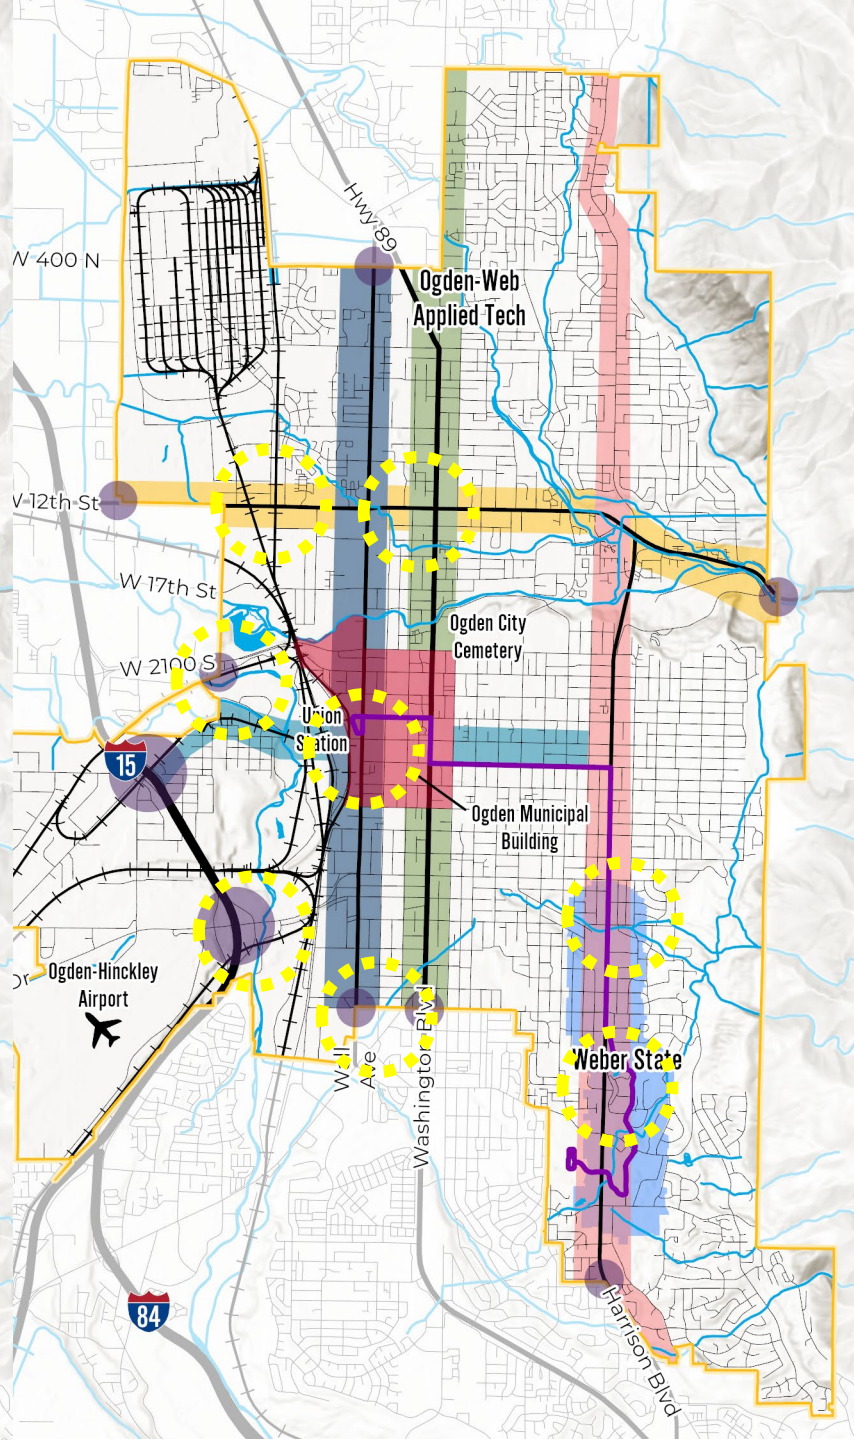 Hwy 89
W 400 N
Ogden-Web
Applied Tech
W 12th St
W 17th St
Ogden City
Cemetery
W 2100 S
Union
Station
15
Ogden Municipal
Building
Ogden-Hinckley
Airport
Weber State
Wall
Ave
Washington Blvd
84
Harrison Blvd